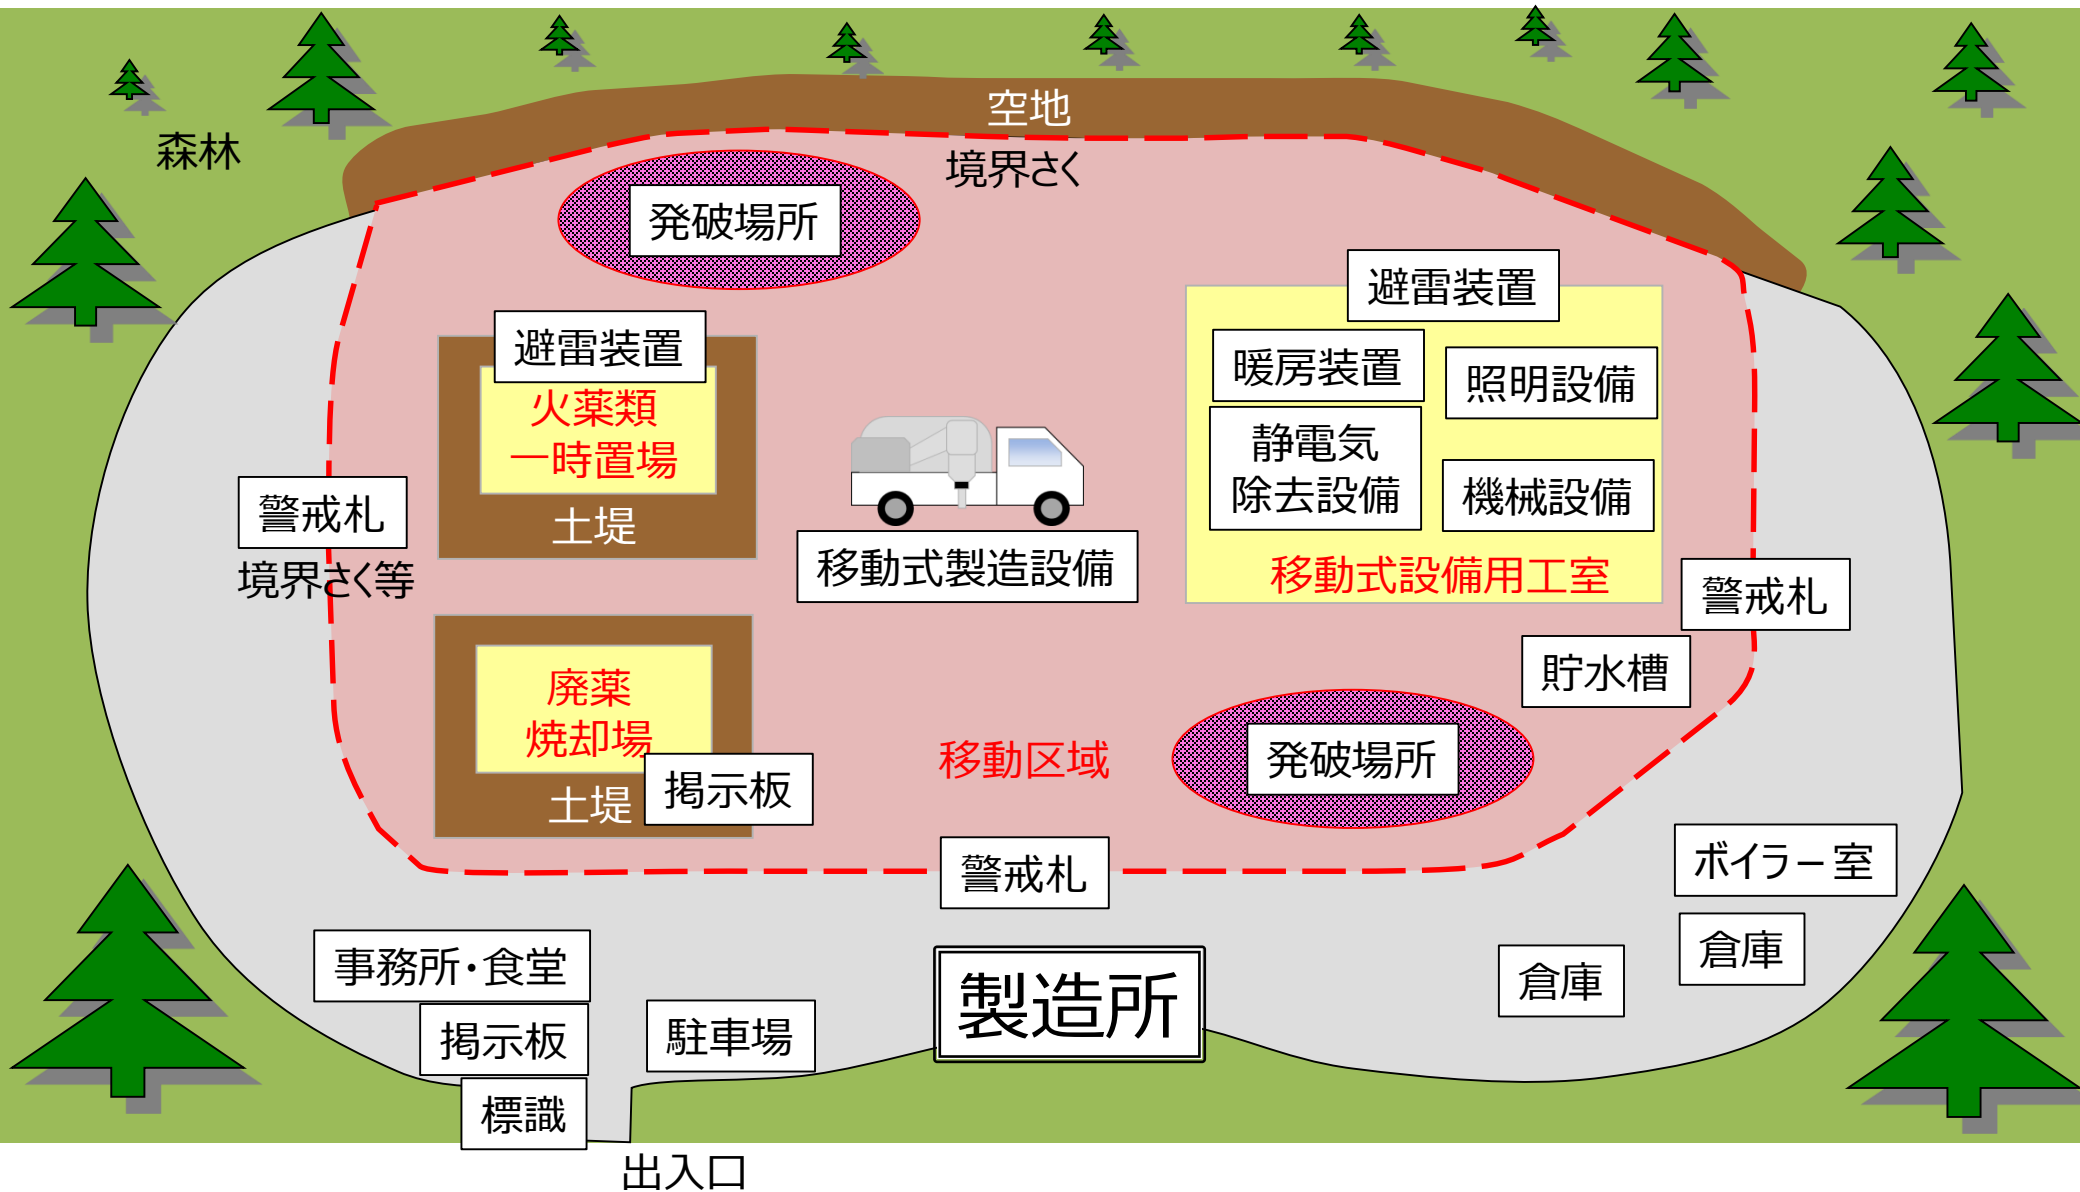 空地
森林
境界さく
発破場所
避雷装置
避雷装置
暖房装置
照明設備
火薬類
一時置場
静電気
除去設備
機械設備
警戒札
土堤
移動式製造設備
移動式設備用工室
境界さく等
警戒札
貯水槽
廃薬
焼却場
移動区域
発破場所
掲示板
土堤
警戒札
ボイラー室
事務所・食堂
倉庫
倉庫
製造所
掲示板
駐車場
標識
出入口